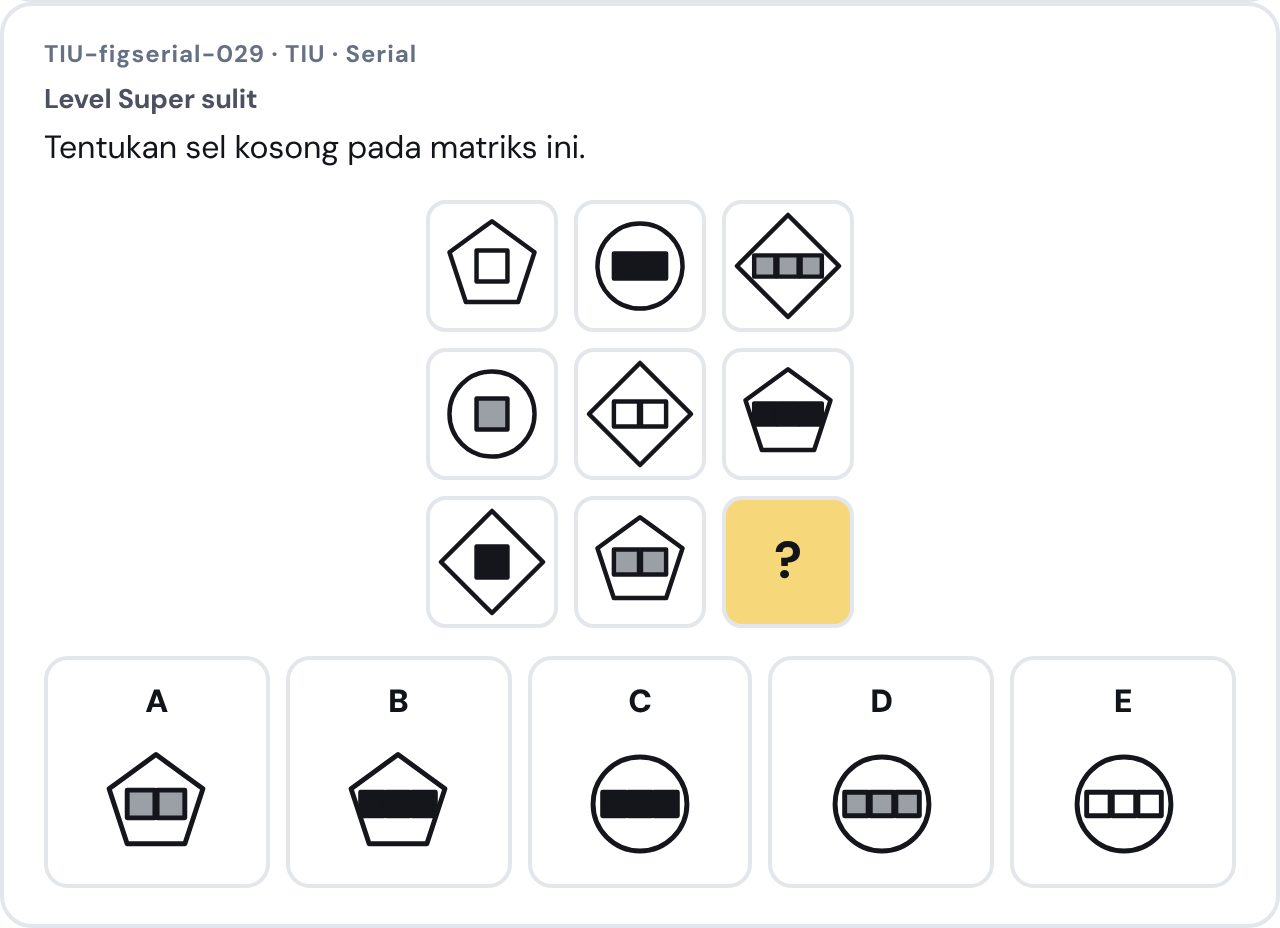 TIU-figserial-029 · TIU · Serial
Level Super sulit
Tentukan sel kosong pada matriks ini.
?
A B C D E